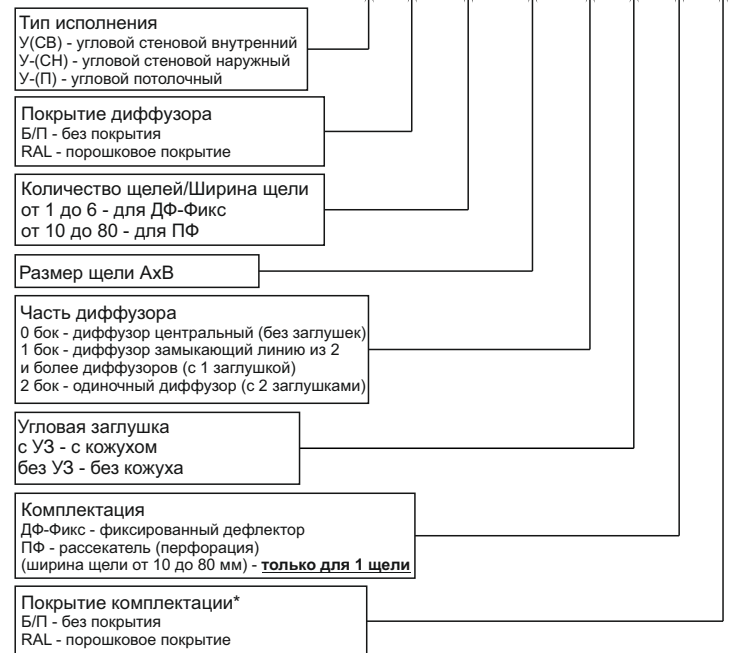 Тип исполнения
У(СВ) - угловой стеновой внутренний
У-(СН) - угловой стеновой наружный
У-(П) - угловой потолочный
Покрытие диффузора
Б/П - без покрытия
RAL - порошковое покрытие
Количество щелей/Ширина щели
от 1 до 6 - для ДФ-Фикс
от 10 до 80 - для ПФ
Размер щели АхВ
Часть диффузора
0 бок - диффузор центральный (без заглушек)
1 бок - диффузор замыкающий линию из 2
и более диффузоров (с 1 заглушкой)
2 бок - одиночный диффузор (с 2 заглушками)
Угловая заглушка
с УЗ - с кожухом
без УЗ - без кожуха
Комплектация
ДФ-Фикс - фиксированный дефлектор
ПФ - рассекатель (перфорация)
(ширина щели от 10 до 80 мм) - только для 1 щели
Покрытие комплектации*
Б/П - без покрытия
RAL - порошковое покрытие